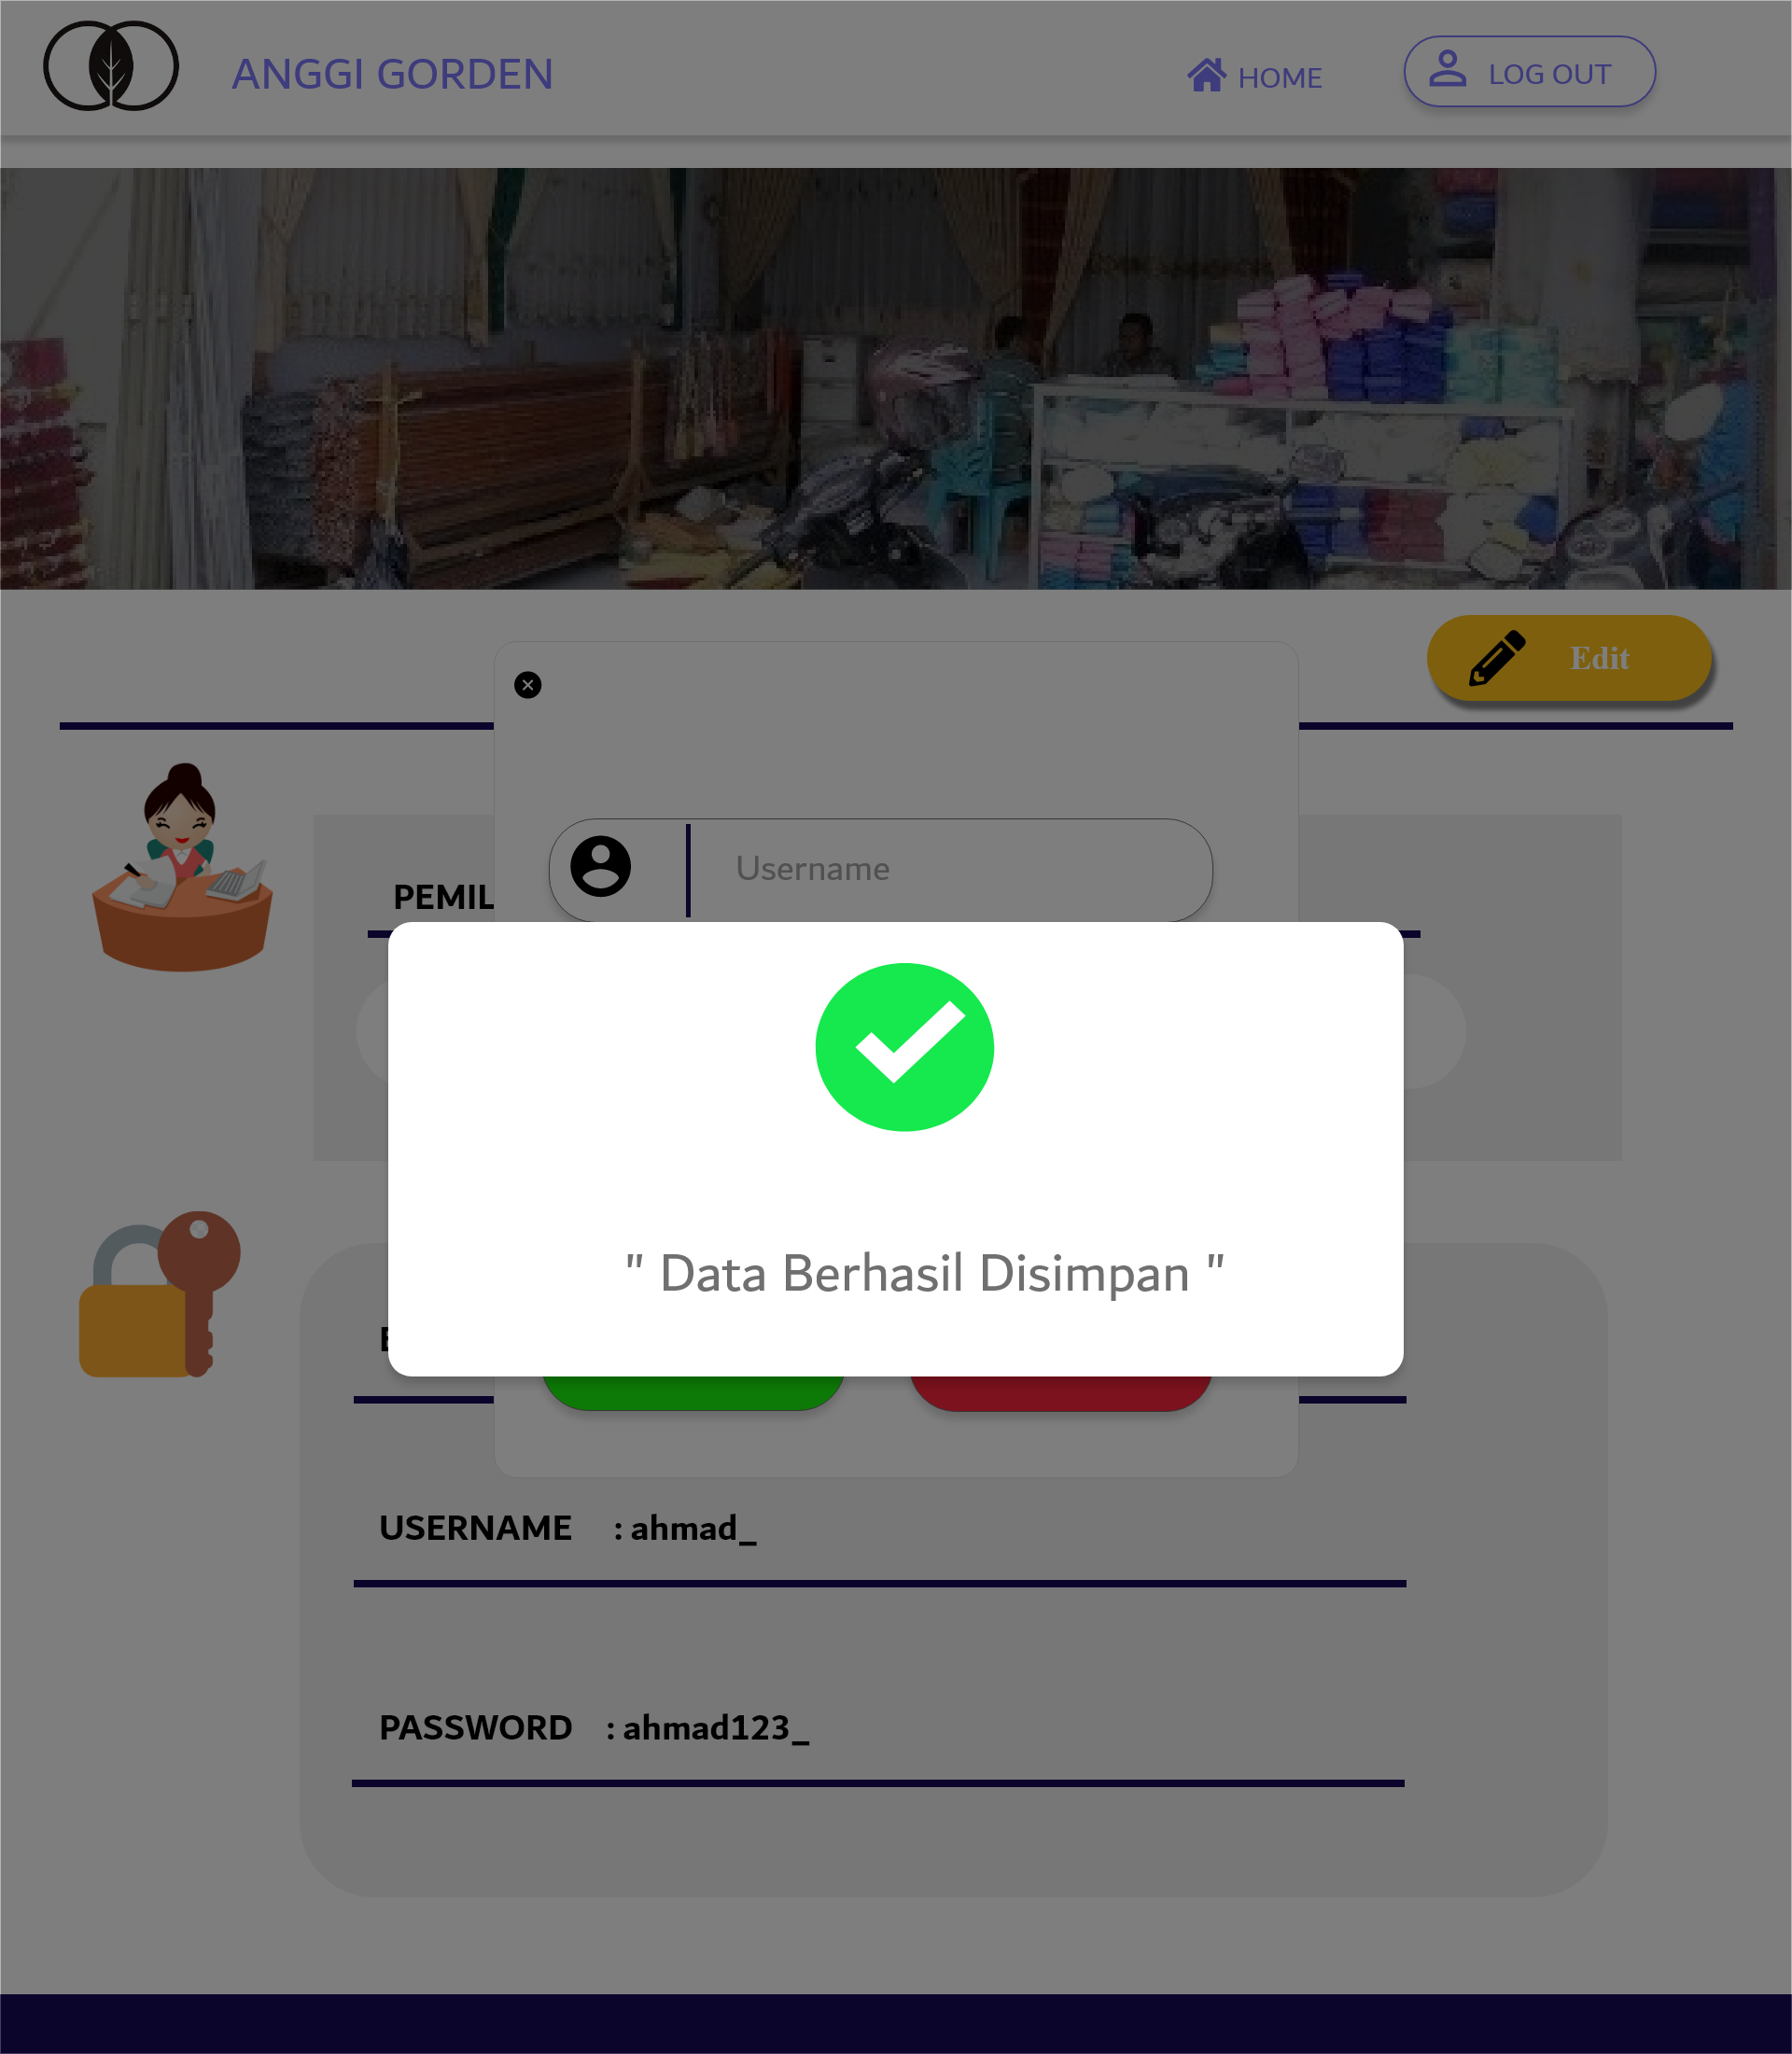 ANGGI GORDEN
HOME
LOG OUT
Edit
Username
PEMIL
" Data Berhasil Disimpan "
USERNAME : ahmad_
PASSWORD : ahmad123_